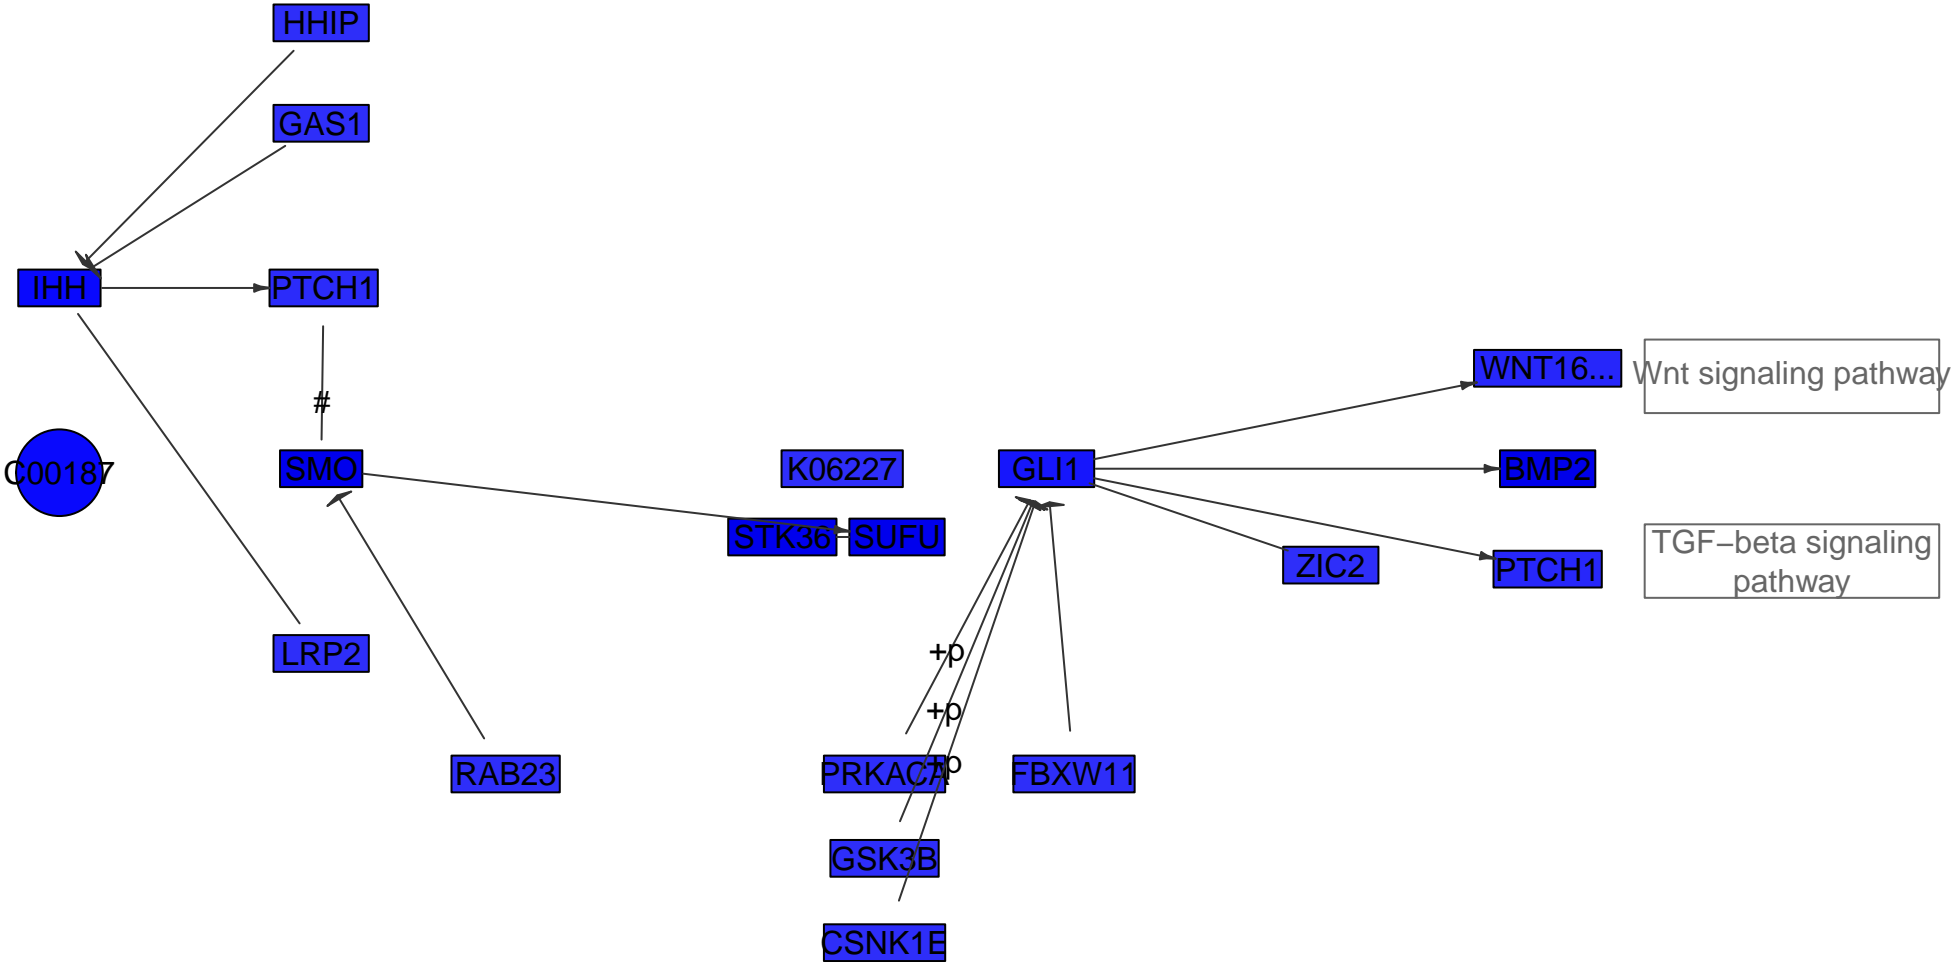 HHIP
GAS1
IHH
PTCH1
WNT16...
Wnt signaling pathway
#
C00187
SMO
K06227
GLI1
BMP2
STK36
SUFU
ZIC2
PTCH1
TGF−beta signaling
pathway
LRP2
+p
+p
+p
RAB23
PRKACA
FBXW11
GSK3B
CSNK1E